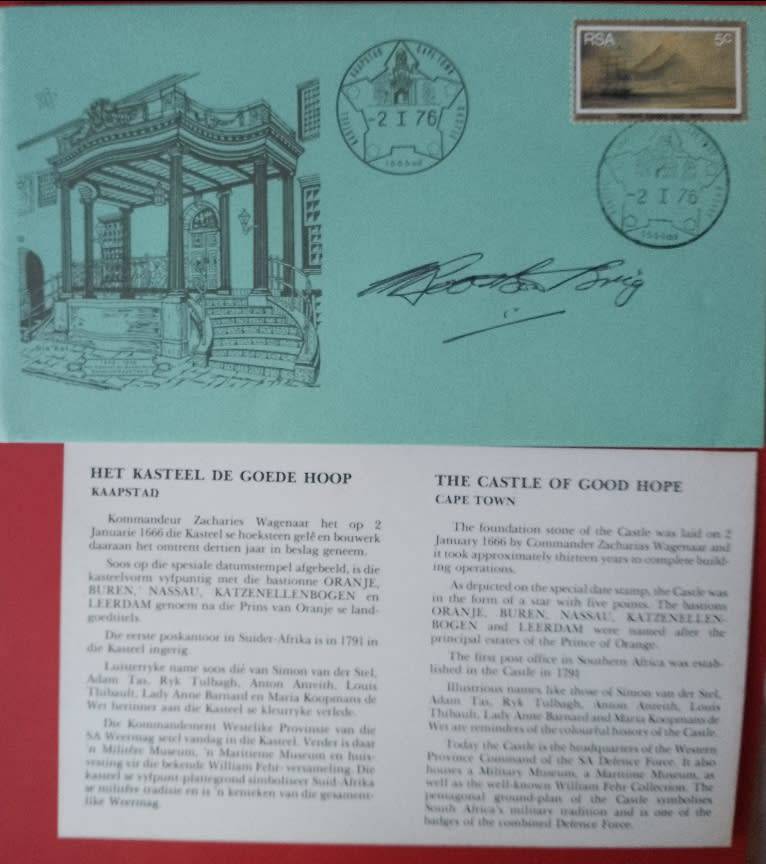 RSA
5c
KAAPSTAD CAPE TOWN
-2 I 76
KASTEEL
CASTLE
1666
-2 I 76
1666
Brig
HET KASTEEL DE GOEDE HOOP
KAAPSTAD
Kommandeur Zacharies Wagenaar het op 2
Januarie 1666 die Kasteel se hoeksteen gelê en bouwerk
daaraan het omtrent dertien jaar in beslag geneem.
Soos op die spesiale datumstempel afgebeeld, is die
kasteelvorm vyfpuntig met die bastionne ORANJE,
BUREN, NASSAU, KATZENELLENBOGEN en
LEERDAM genoem na die Prins van Oranje se land-
goedtitels.
Die eerste poskantoor in Suider-Afrika is in 1791 in
die Kasteel ingerig.
Luisterryke name soos dié van Simon van der Stel,
Adam Tas, Ryk Tulbagh, Anton Anreith, Louis
Thibault, Lady Anne Barnard en Maria Koopmans de
Wet herinner aan die Kasteel se kleurryke verlede.
Die Kommandement Westelike Provinsie van die
SA Weermag setel vandag in die Kasteel. Verder is daar
'n Militêre Museum, 'n Maritieme Museum en huis-
vesting vir die bekende William Fehr-versameling. Die
kasteel se vyfpunt plattegrond simboliseer Suid-Afrika
se militêre tradisie en is 'n kenteken van die gesament-
like Weermag.
THE CASTLE OF GOOD HOPE
CAPE TOWN
The foundation stone of the Castle was laid on 2
January 1666 by Commander Zacharias Wagenaar and
it took approximately thirteen years to complete build-
ing operations.
As depicted on the special date stamp, the Castle was
in the form of a star with five points. The bastions
ORANJE, BUREN, NASSAU, KATZENELLEN-
BOGEN and LEERDAM were named after the
principal estates of the Prince of Orange.
The first post office in Southern Africa was estab-
lished in the Castle in 1791.
Illustrious names like those of Simon van der Stel,
Adam Tas, Ryk Tulbagh, Anton Anreith, Louis
Thibault, Lady Anne Barnard and Maria Koopmans de
Wet are reminders of the colourful history of the Castle.
Today the Castle is the headquarters of the Western
Province Command of the SA Defence Force. It also
houses a Military Museum, a Maritime Museum, as
well as the well-known William Fehr Collection. The
pentagonal ground-plan of the Castle symbolises
South Africa's military tradition and is one of the
badges of the combined Defence Force.